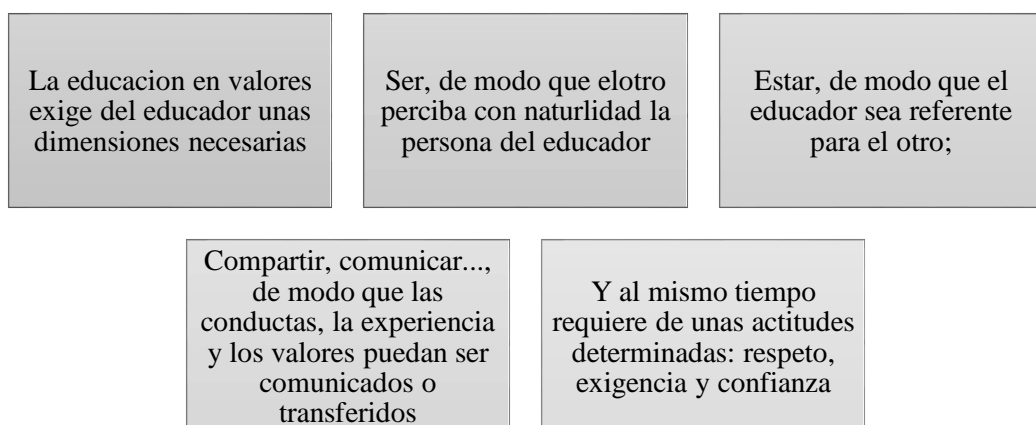 La educacion en valores
exige del educador unas
dimensiones necesarias
Ser, de modo que elotro
perciba con naturlidad la
persona del educador
Estar, de modo que el
educador sea referente
para el otro;
Compartir, comunicar...,
de modo que las
conductas, la experiencia
y los valores puedan ser
comunicados o
transferidos
Y al mismo tiempo
requiere de unas actitudes
determinadas: respeto,
exigencia y confianza